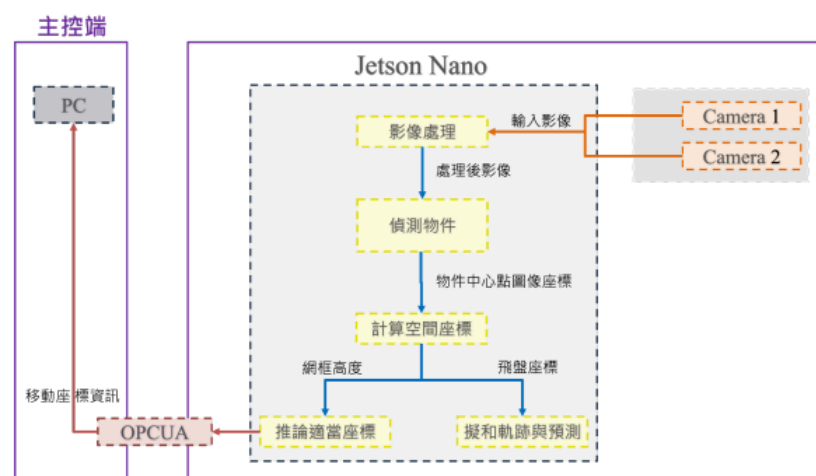 主控端
Jetson Nano
PC
影像處理
輸入影像
Camera 1
Camera 2
處理後影像
偵測物件
物件中心點圖像座標
計算空間座標
網框高度
飛盤座標
移動座標資訊
OPCUA
推論適當座標
擬和軌跡與預測